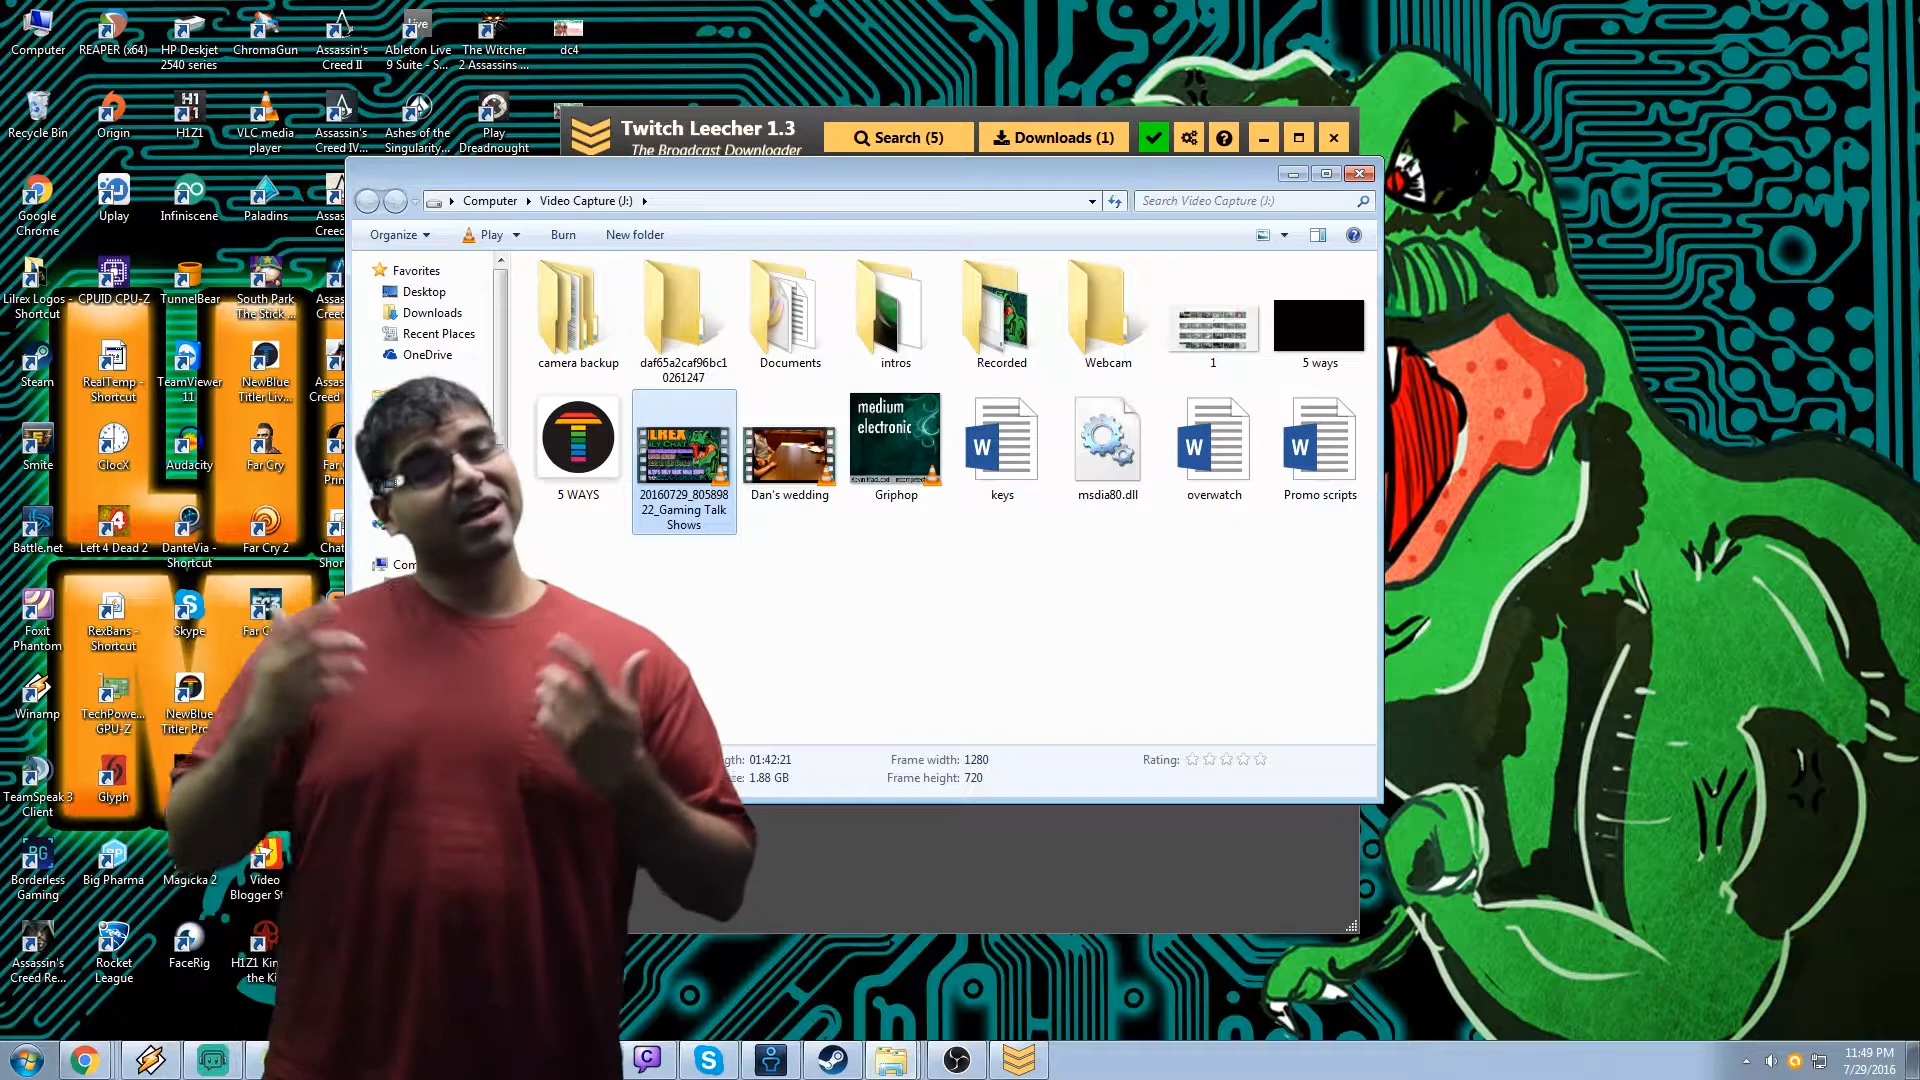 Computer
REAPER (x64)
HP Deskjet
2540 series
ChromaGun
Assassin's
Creed II
Live
Ableton Live
9 Suite - S...
The Witcher
2 Assassins ...
dc4
Recycle Bin
Origin
H1Z1
VLC media
player
Assassin's
Creed IV...
Ashes of the
Singularity...
Play
Dreadnought
Twitch Leecher 1.3
The Broadcast Downloader
Search (5)
Downloads (1)
Google
Chrome
Uplay
Infiniscene
Paladins
Computer
Video Capture (J:)
Search Video Capture (J:)
Organize
Play
Burn
New folder
Lilrex Logos -
Shortcut
CPUID CPU-Z
TunnelBear
South Park
The Stick ...
Favorites
Desktop
Downloads
Recent Places
OneDrive
camera backup
daf65a2caf96bc1
0261247
Documents
intros
Recorded
Webcam
1
5 ways
Steam
RealTemp -
Shortcut
TeamViewer
11
NewBlue
Titler Liv...
5 WAYS
20160729_805898
22_Gaming Talk
Shows
Dan's wedding
medium
electronic
Griphop
keys
msdia80.dll
overwatch
Promo scripts
Smite
ClocX
Audacity
Far Cry
Battle.net
Left 4 Dead 2
DanteVia -
Shortcut
Far Cry 2
Foxit
Phantom
RexBans -
Shortcut
Skype
Winamp
TechPowe...
GPU-Z
NewBlue
Titler Pro
01:42:21
1.88 GB
Frame width: 1280
Frame height: 720
Rating:
TeamSpeak 3
Client
Glyph
Borderless
Gaming
Big Pharma
Magicka 2
Video
Blogger St
Assassin's
Creed Re...
Rocket
League
FaceRig
H1Z1 Kin
the Ki
11:49 PM
7/29/2016